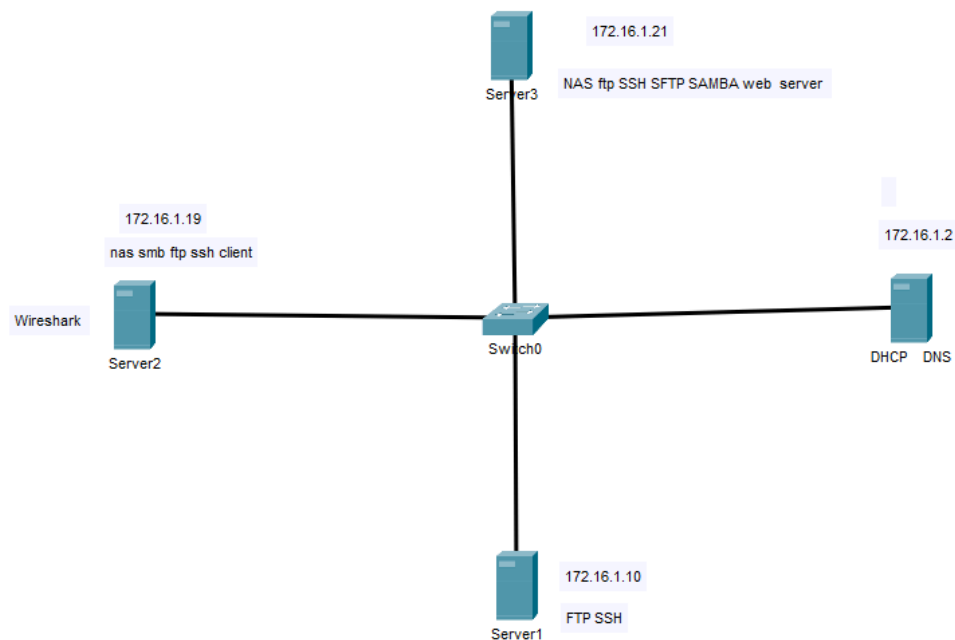 172.16.1.21
NAS ftp SSH SFTP SAMBA web server
Server3
172.16.1.19
nas smb ftp ssh client
172.16.1.2
Wireshark
Server2
Switch0
DHCP DNS
172.16.1.10
FTP SSH
Server1